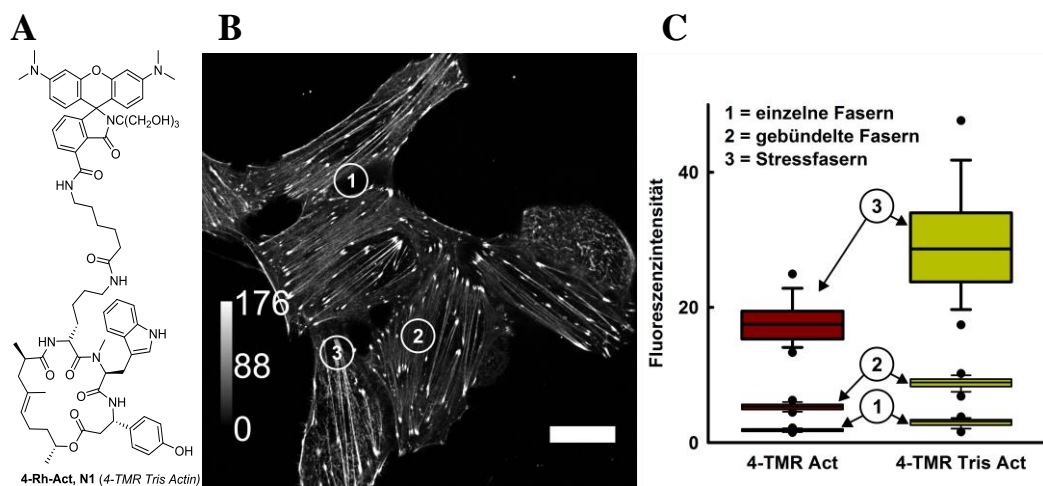 A
B
C
N
O
N
N-C(CH2OH)3
O
O
HN
O
NH
NH
HN
O
O
N
O
HN
O
O
OH
4-Rh-Act, N1 (4-TMR Tris Actin)
1
2
3
176
88
0
1 = einzelne Fasern
2 = gebündelte Fasern
3 = Stressfasern
3
2
1
Fluoreszenzintensität
40
20
0
4-TMR Act
4-TMR Tris Act